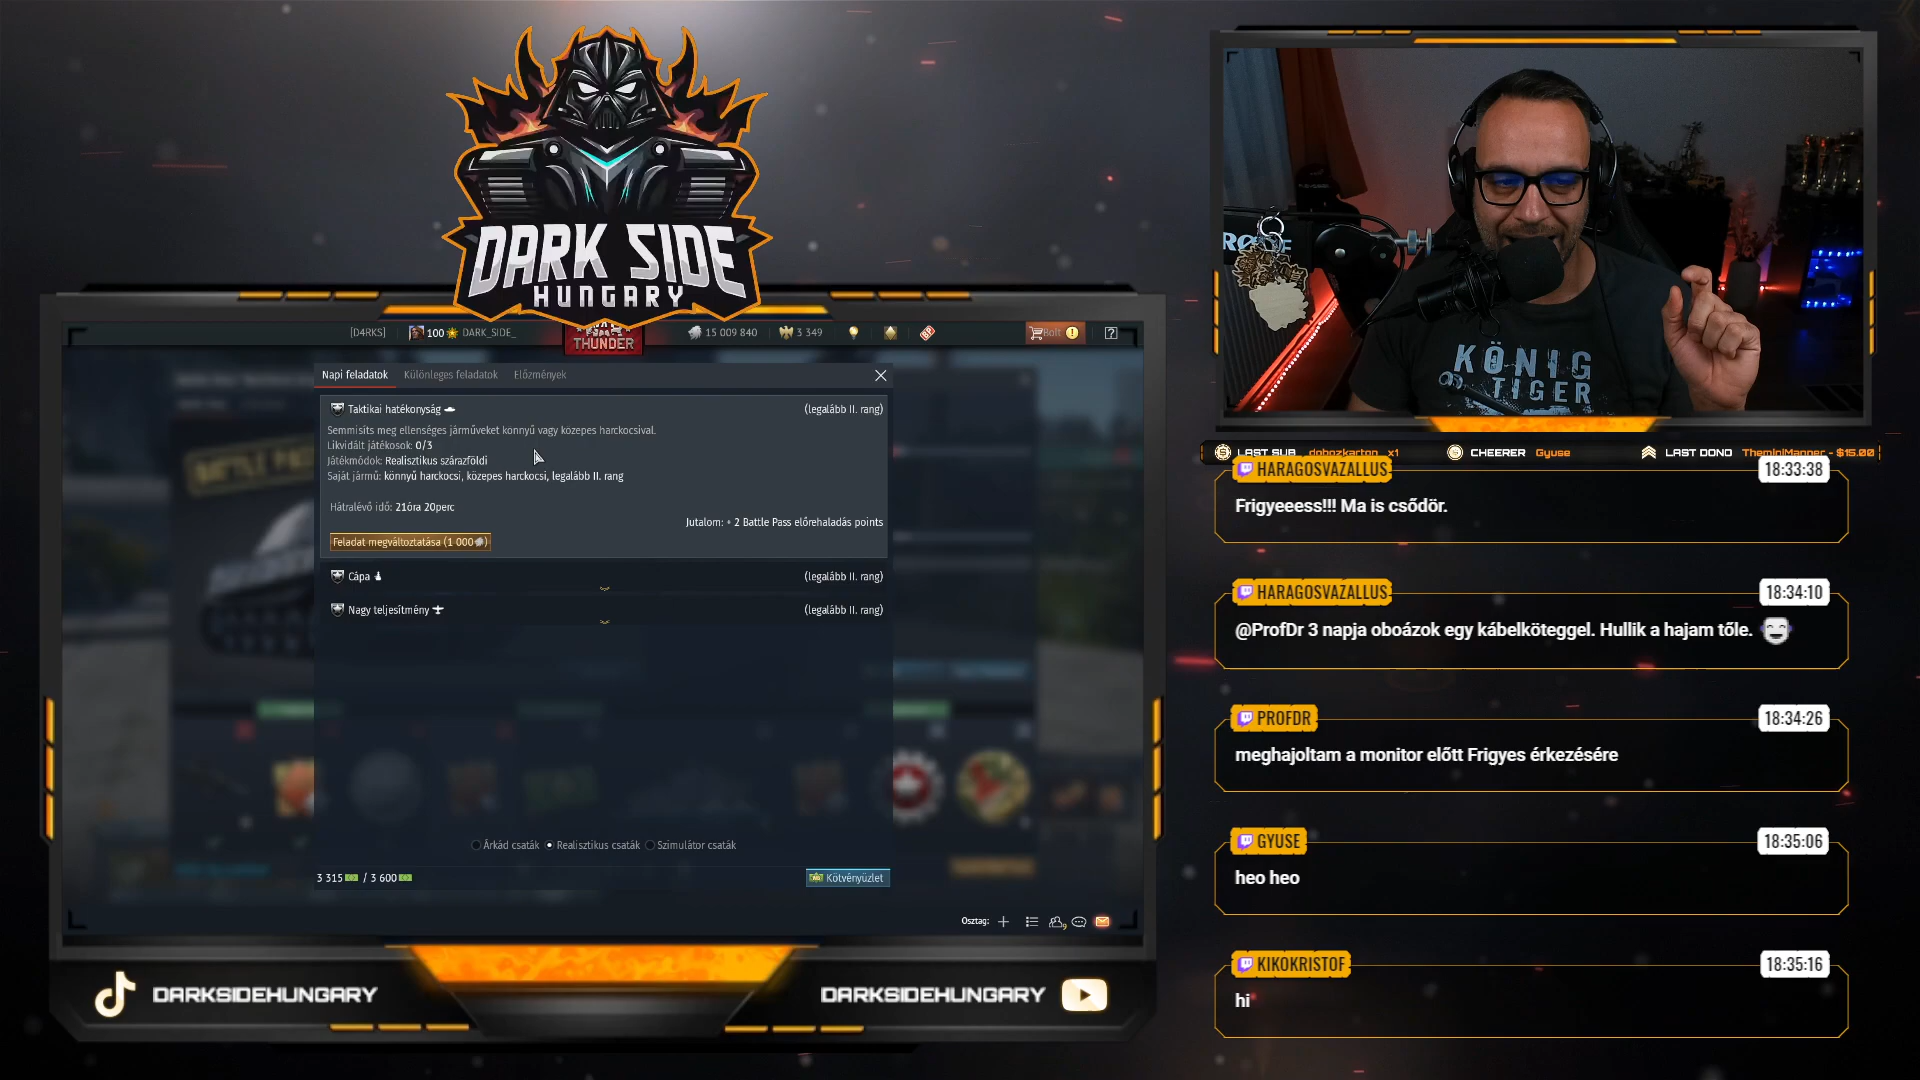 DARK SIDE
HUNGARY
[D4RKS]
100
DARK_SIDE_
THUNDER
15 009 840
3 349
Bolt
Napi feladatok
Különleges feladatok
Előzmények
Taktikai hatékonyság
(legalább II. rang)
Semmisíts meg ellenséges járműveket könnyű vagy közepes harckocsival.
Likvidált játékosok: 0/3
Játékmódok: Realisztikus szárazföldi
Saját jármű: könnyű harckocsi, közepes harckocsi, legalább II. rang
Hátralévő idő: 21óra 20perc
Jutalom: + 2 Battle Pass előrehaladás points
Feladat megváltoztatása (1 000)
Cápa
(legalább II. rang)
Nagy teljesítmény
(legalább II. rang)
Árkád csaták
Realisztikus csaták
Szimulátor csaták
3 315 / 3 600
Kötvényüzlet
Osztag:
DARKSIDEHUNGARY
DARKSIDEHUNGARY
KÖNIG
TIGER
LAST SUB dobozkarton x1
CHEERER Gyuse
LAST DONO TheminiManner - $15.00
HARAGOSVAZALLUS
18:33:38
Frigyeeess!!! Ma is csődör.
HARAGOSVAZALLUS
18:34:10
@ProfDr 3 napja oboázok egy kábelköteggel. Hullik a hajam tőle.
PROFDR
18:34:26
meghajoltam a monitor előtt Frigyes érkezésére
GYUSE
18:35:06
heo heo
KIKOKRISTOF
18:35:16
hi